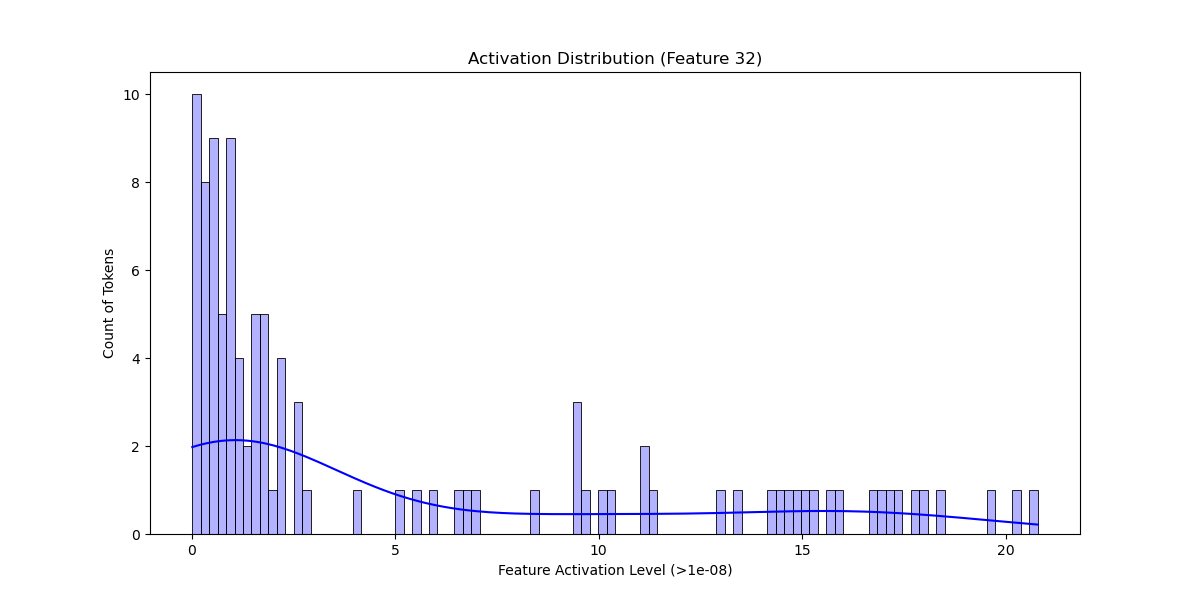 Activation Distribution (Feature 32)
10
8
6
4
2
0
Count of Tokens
0 5 10 15 20
Feature Activation Level (>1e-08)